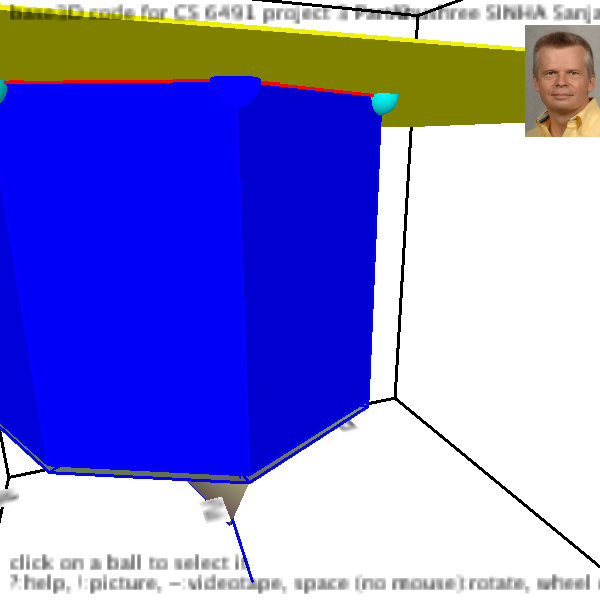 base3D code for CS 6491 project 3 SINHA Sanja
click on a ball to select it
?:help, !:picture, ~:videotape, space (no mouse):rotate, wheel